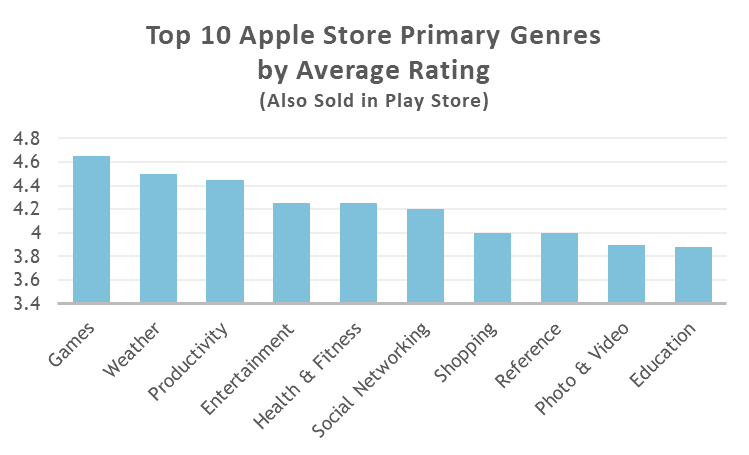 Top 10 Apple Store Primary Genres
by Average Rating
(Also Sold in Play Store)
4.8
4.6
4.4
4.2
4
3.8
3.6
3.4
Games
Weather
Productivity
Entertainment
Health & Fitness
Social Networking
Shopping
Reference
Photo & Video
Education